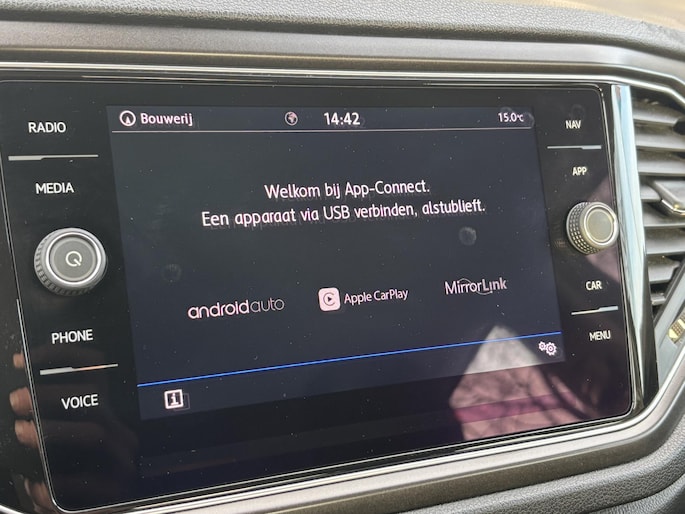 RADIO
MEDIA
PHONE
VOICE
Bouwerij 14:42 15.0°C
Welkom bij App-Connect.
Een apparaat via USB verbinden, alstublieft.
androidauto Apple CarPlay MirrorLink
i
NAV
APP
CAR
MENU